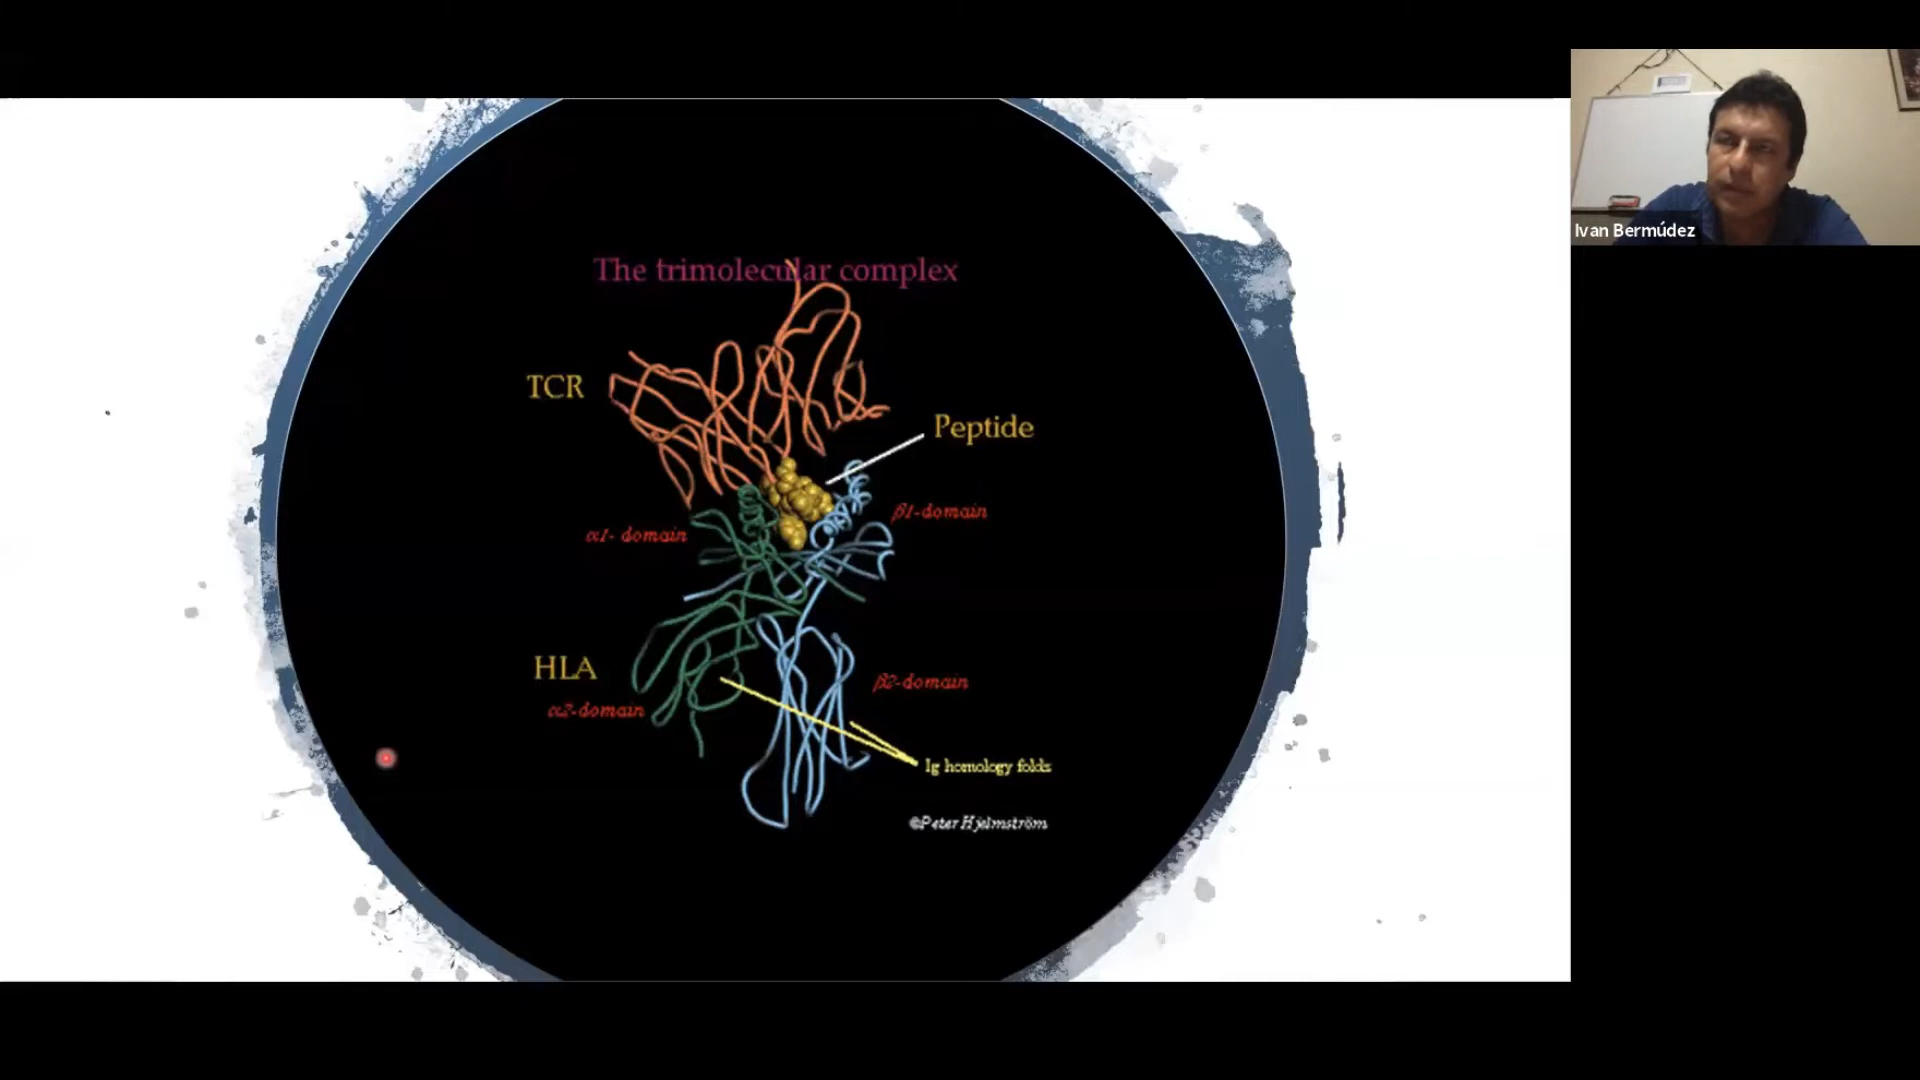 The trimolecular complex
TCR
Peptide
β1-domain
α1- domain
HLA
β2-domain
α2-domain
Ig homology folds
©Peter Hjelmström
Ivan Bermúdez